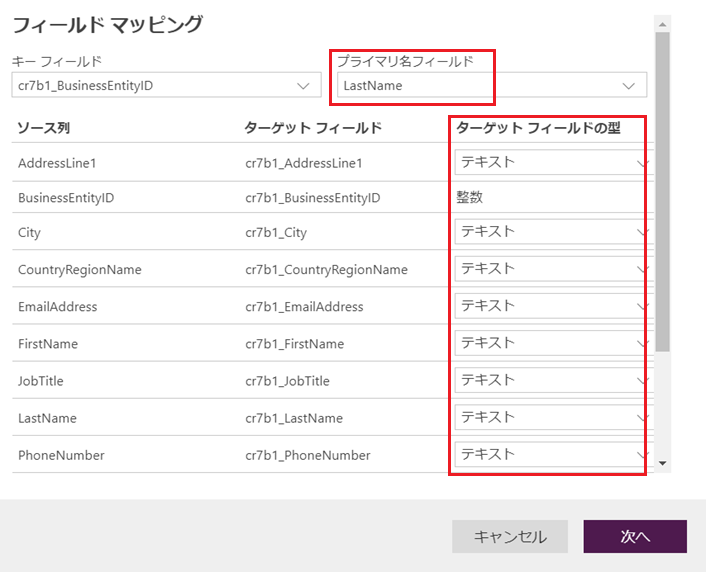 フィールド マッピング
キー フィールド プライマリ名フィールド
cr7b1_BusinessEntityID LastName
ソース列 ターゲット フィールド ターゲット フィールドの型
AddressLine1 cr7b1_AddressLine1 テキスト
BusinessEntityID cr7b1_BusinessEntityID 整数
City cr7b1_City テキスト
CountryRegionName cr7b1_CountryRegionName テキスト
EmailAddress cr7b1_EmailAddress テキスト
FirstName cr7b1_FirstName テキスト
JobTitle cr7b1_JobTitle テキスト
LastName cr7b1_LastName テキスト
PhoneNumber cr7b1_PhoneNumber テキスト
キャンセル 次へ